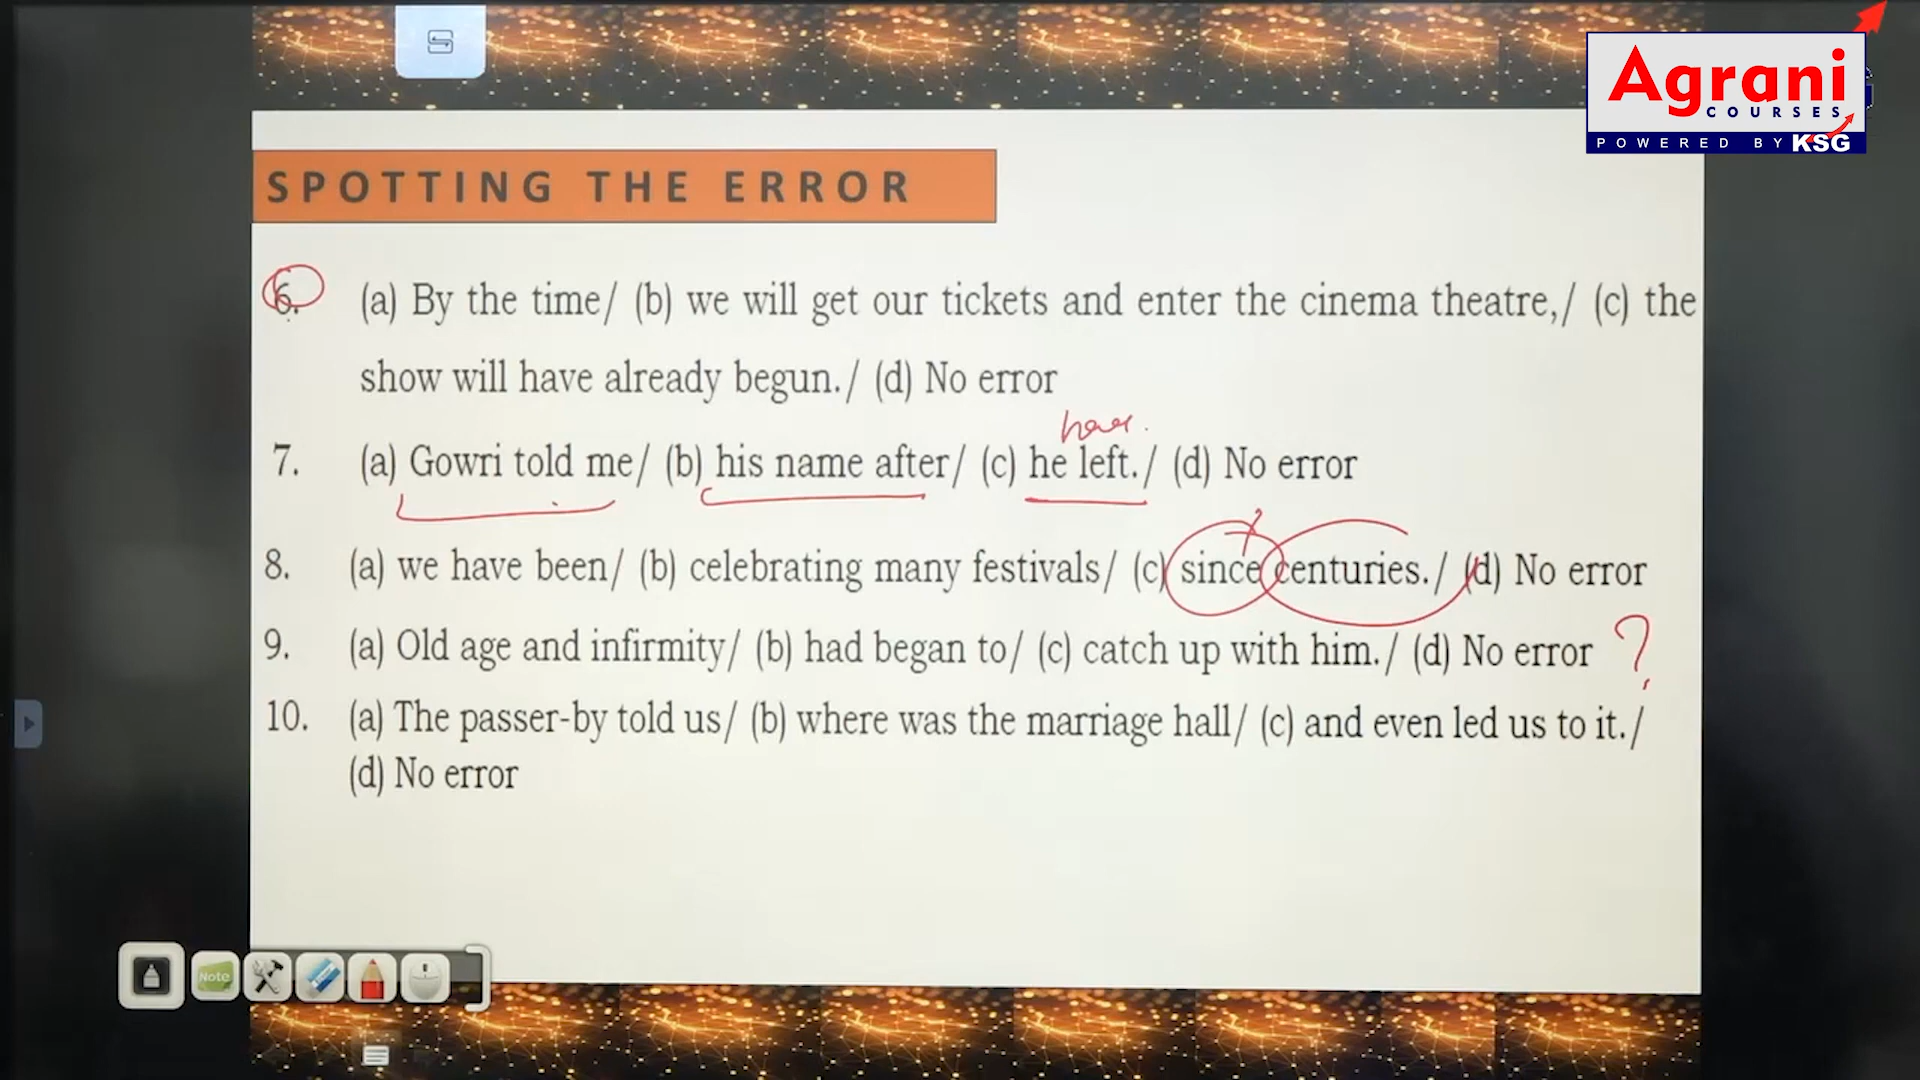 Agrani
COURSES
POWERED BY KSG
SPOTTING THE ERROR
6. (a) By the time/ (b) we will get our tickets and enter the cinema theatre,/ (c) the
show will have already begun./ (d) No error
7. (a) Gowri told me/ (b) his name after/ (c) he left./ (d) No error
8. (a) we have been/ (b) celebrating many festivals/ (c) since centuries./ (d) No error
9. (a) Old age and infirmity/ (b) had began to/ (c) catch up with him./ (d) No error ?
10. (a) The passer-by told us/ (b) where was the marriage hall/ (c) and even led us to it./
(d) No error
Note